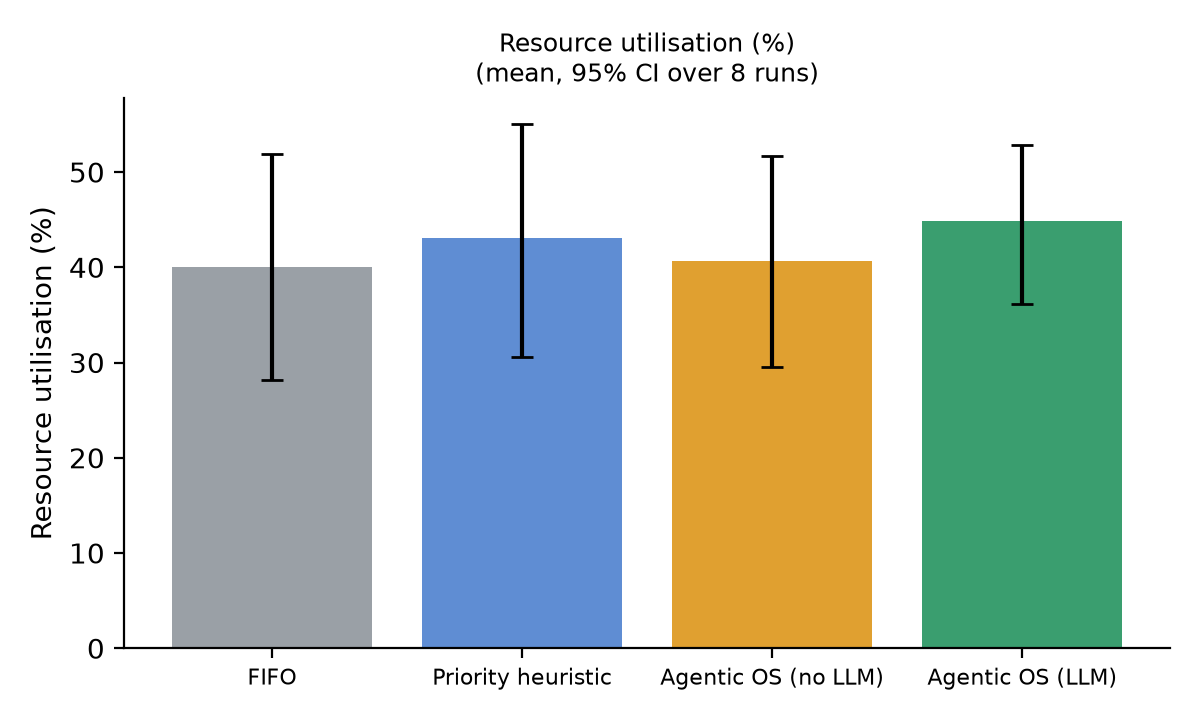 Resource utilisation (%)
(mean, 95% CI over 8 runs)
Resource utilisation (%)
50
40
30
20
10
0
FIFO
Priority heuristic
Agentic OS (no LLM)
Agentic OS (LLM)